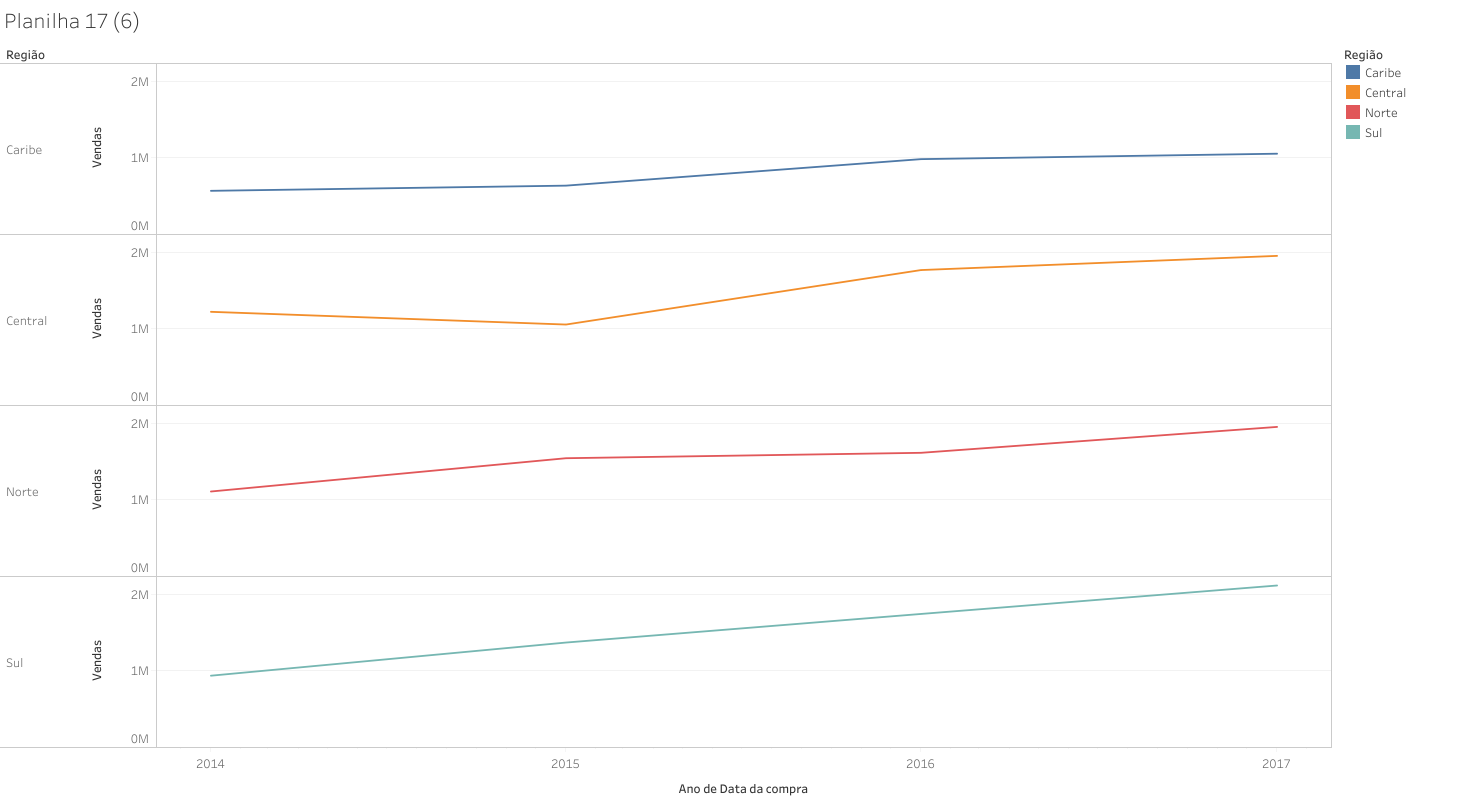 Planilha 17 (6)
Região
Caribe
Vendas
2M
1M
0M
Central
Vendas
2M
1M
0M
Norte
Vendas
2M
1M
0M
Sul
Vendas
2M
1M
0M
2014 2015 2016 2017
Ano de Data da compra
Região
Caribe
Central
Norte
Sul